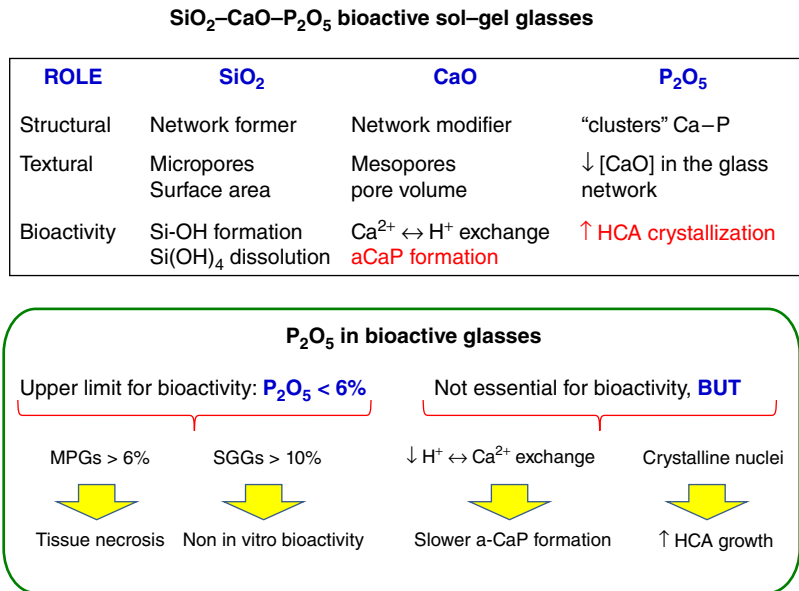 SiO₂–CaO–P₂O₅ bioactive sol–gel glasses
ROLE SiO₂ CaO P₂O₅
Structural Network former Network modifier "clusters" Ca–P
Textural Micropores Mesopores ↓ [CaO] in the glass
Surface area pore volume network
Bioactivity Si-OH formation Ca²⁺ ↔ H⁺ exchange ↑ HCA crystallization
Si(OH)₄ dissolution aCaP formation
P₂O₅ in bioactive glasses
Upper limit for bioactivity: P₂O₅ < 6% Not essential for bioactivity, BUT
MPGs > 6% SGGs > 10% ↓ H⁺ ↔ Ca²⁺ exchange Crystalline nuclei
Tissue necrosis Non in vitro bioactivity Slower a-CaP formation ↑ HCA growth